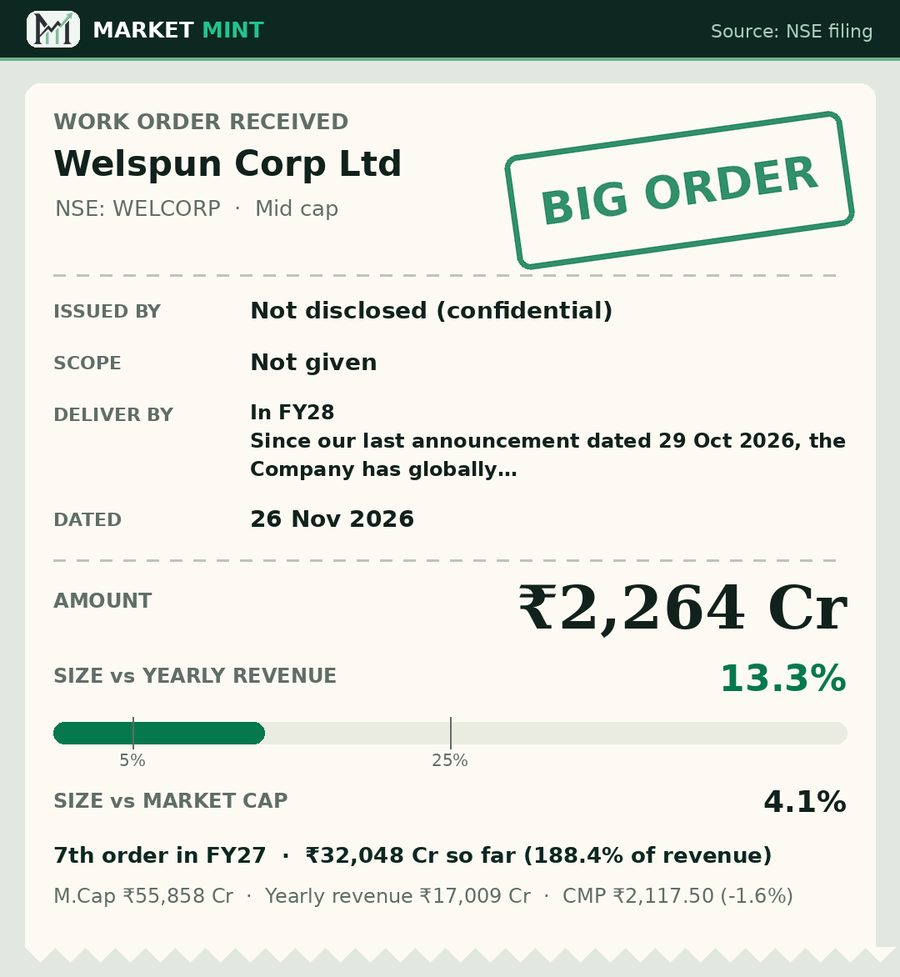 MARKET MINT
Source: NSE filing
WORK ORDER RECEIVED
Welspun Corp Ltd
NSE: WELCORP · Mid cap
BIG ORDER
ISSUED BY
Not disclosed (confidential)
SCOPE
Not given
DELIVER BY
In FY28
Since our last announcement dated 29 Oct 2026, the
Company has globally...
DATED
26 Nov 2026
AMOUNT
₹2,264 Cr
SIZE vs YEARLY REVENUE
13.3%
5%
25%
SIZE vs MARKET CAP
4.1%
7th order in FY27 · ₹32,048 Cr so far (188.4% of revenue)
M.Cap ₹55,858 Cr · Yearly revenue ₹17,009 Cr · CMP ₹2,117.50 (-1.6%)